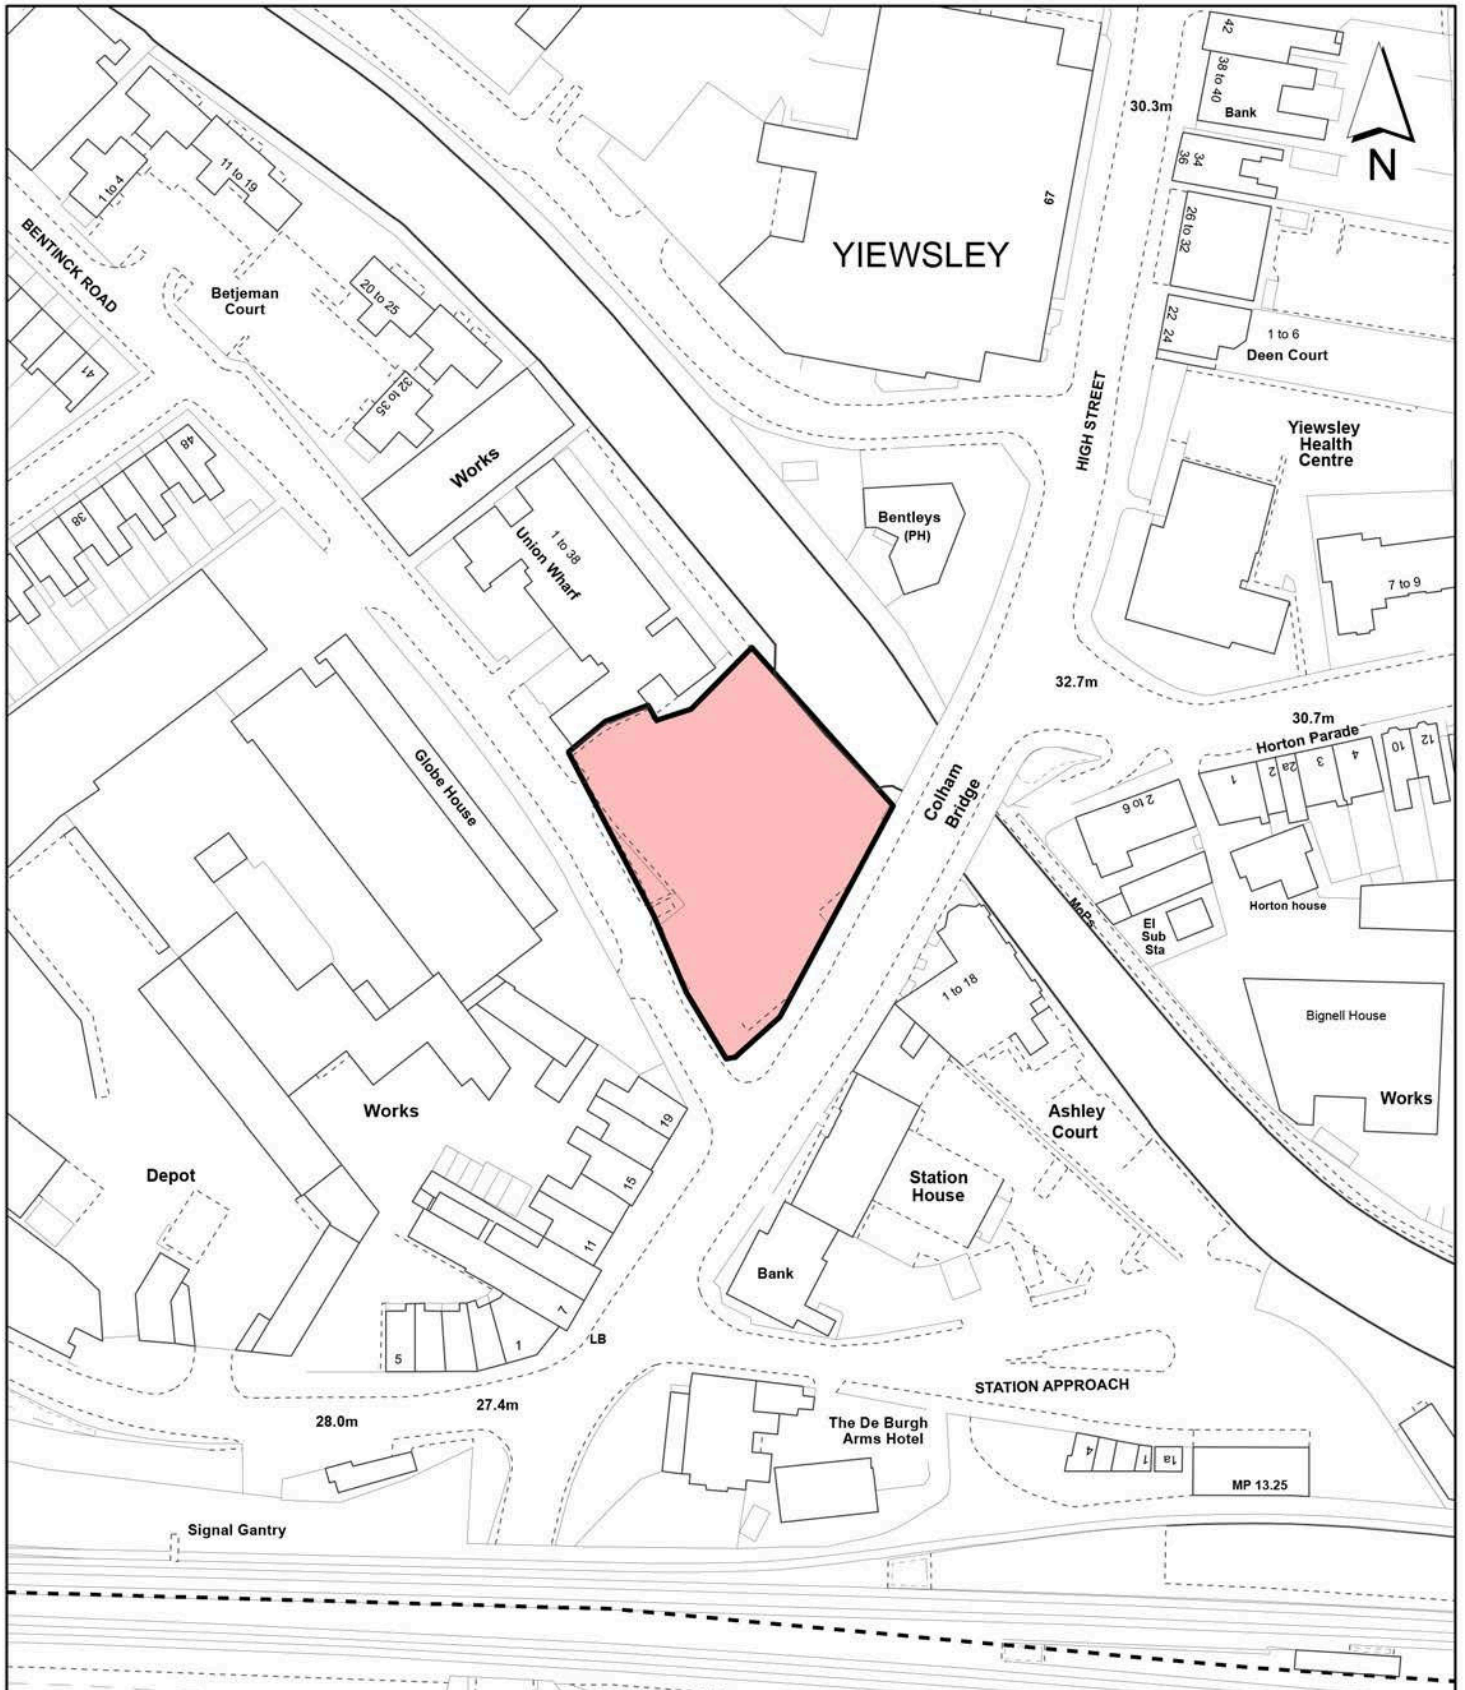 42
38 to 40
Bank
30.3m
N
34
36
67
26 to 32
YIEWSLEY
11 to 19
1 to 4
BENTINCK ROAD
Betjeman
Court
20 to 25
22
24
1 to 6
Deen Court
41
32 to 35
HIGH STREET
Yiewsley
Health
Centre
48
38
Works
Bentleys
(PH)
1 to 38
Union Wharf
7 to 9
32.7m
30.7m
Horton Parade
1
2
2a
3
4
10
12
Globe House
Colham
Bridge
2 to 6
MoPs
El
Sub
Sta
Horton house
1 to 18
Bignell House
Works
Works
19
Ashley
Court
Depot
15
Station
House
11
Bank
7
LB
5
1
27.4m
28.0m
STATION APPROACH
The De Burgh
Arms Hotel
4
1
1a
MP 13.25
Signal Gantry